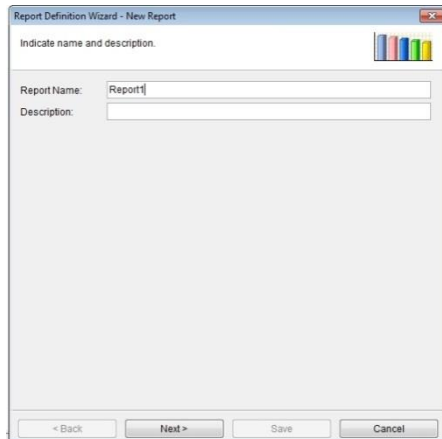 Report Definition Wizard - New Report
Indicate name and description.
Report Name: Report1
Description:
< Back Next > Save Cancel